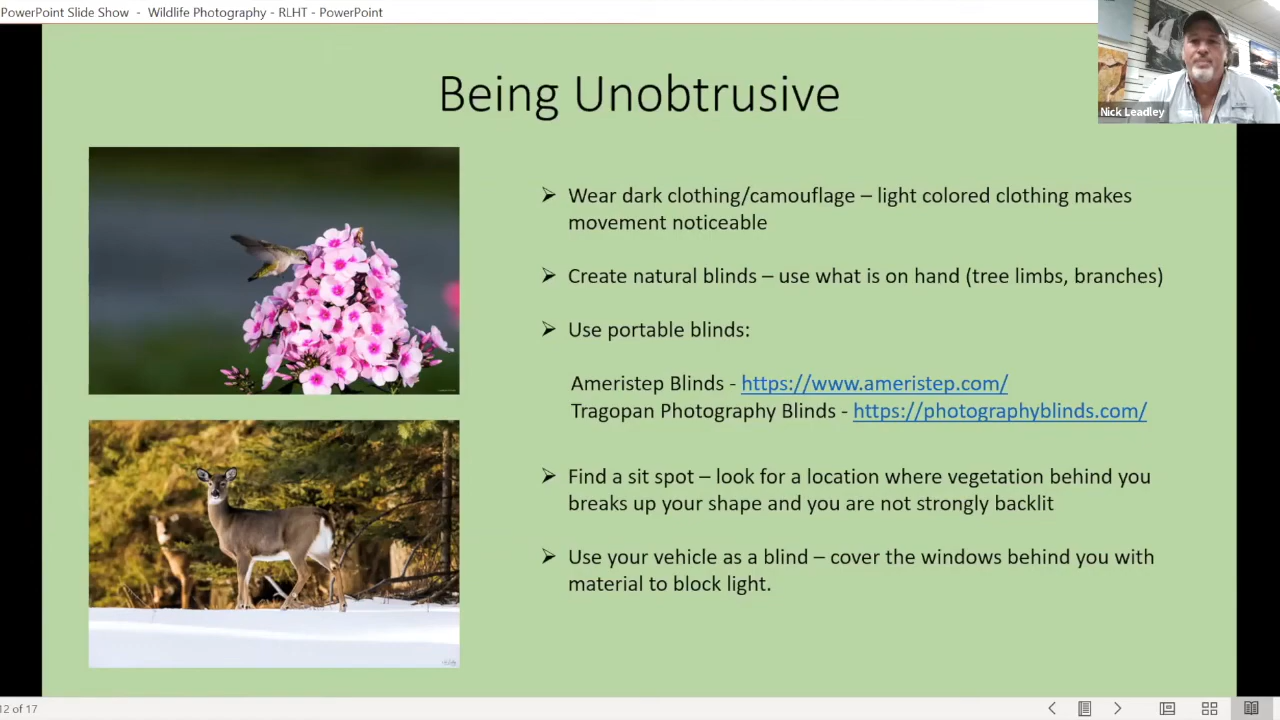 PowerPoint Slide Show - Wildlife Photography - RLHT - PowerPoint
Nick Leadley
Being Unobtrusive
➢ Wear dark clothing/camouflage – light colored clothing makes
movement noticeable
➢ Create natural blinds – use what is on hand (tree limbs, branches)
➢ Use portable blinds:
Ameristep Blinds - https://www.ameristep.com/
Tragopan Photography Blinds - https://photographyblinds.com/
➢ Find a sit spot – look for a location where vegetation behind you
breaks up your shape and you are not strongly backlit
➢ Use your vehicle as a blind – cover the windows behind you with
material to block light.
12 of 17